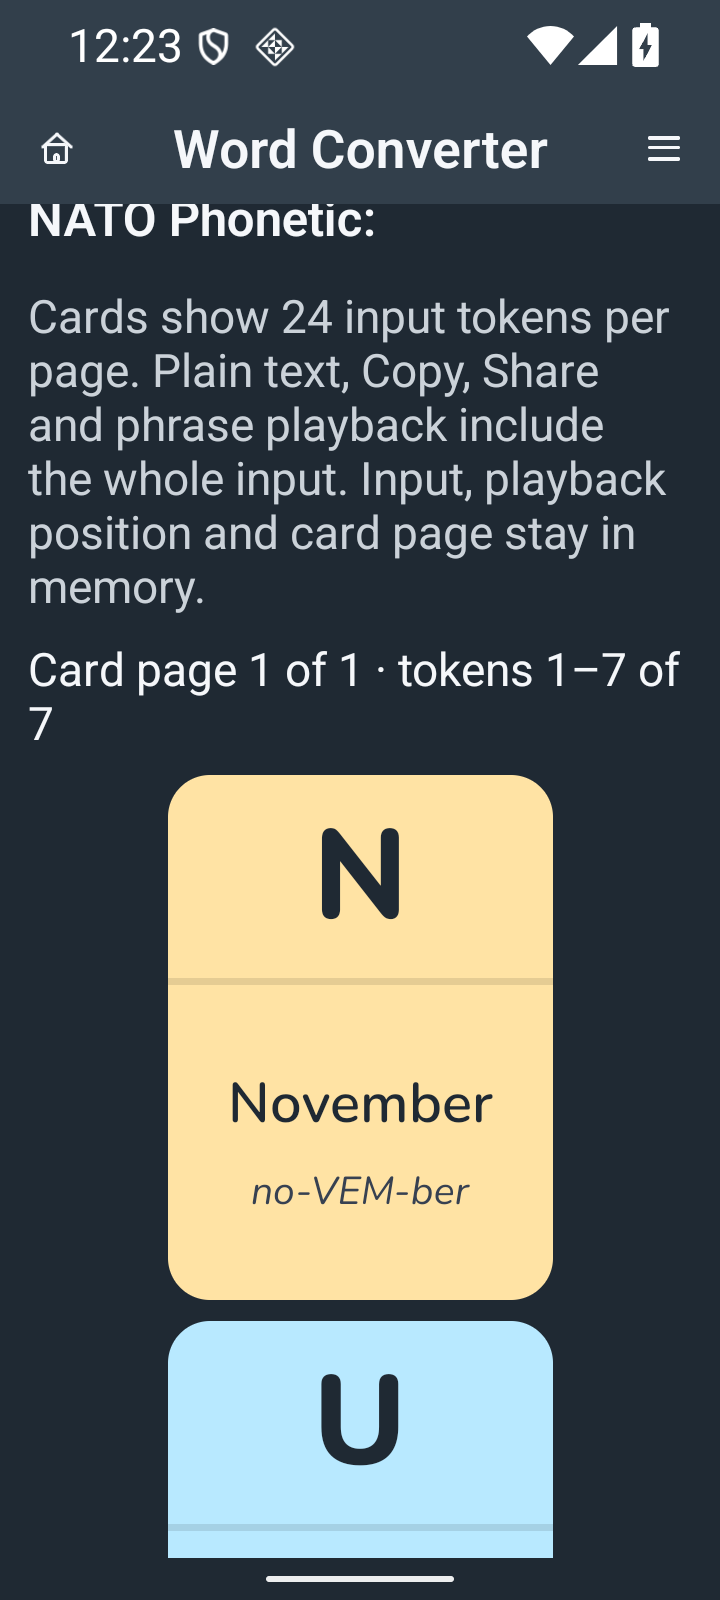 12:23
Word Converter
NATO Phonetic:
Cards show 24 input tokens per
page. Plain text, Copy, Share
and phrase playback include
the whole input. Input, playback
position and card page stay in
memory.
Card page 1 of 1 · tokens 1–7 of
7
N
November
no-VEM-ber
U